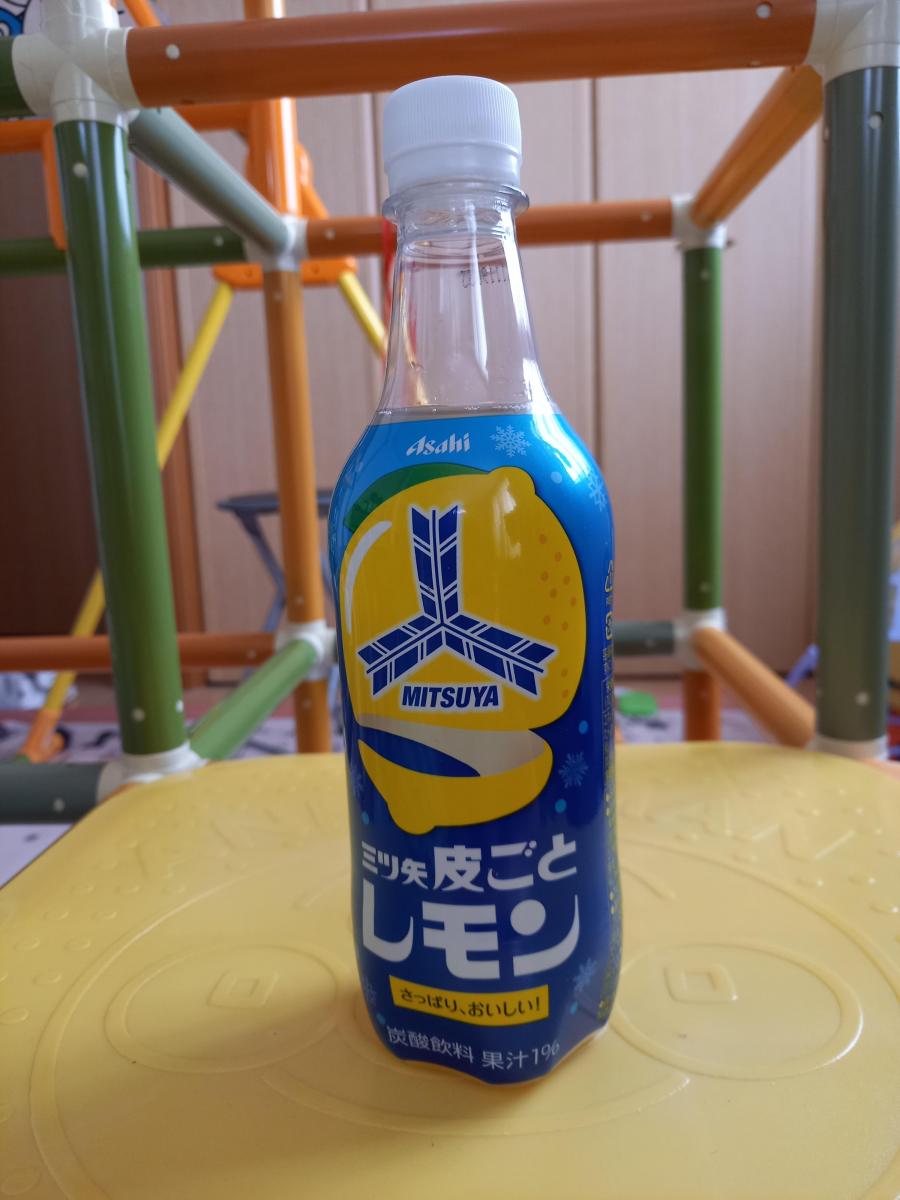 Asahi
MITSUYA
三ツ矢 皮ごと
レモン
さっぱり、おいしい!
炭酸飲料 果汁1%